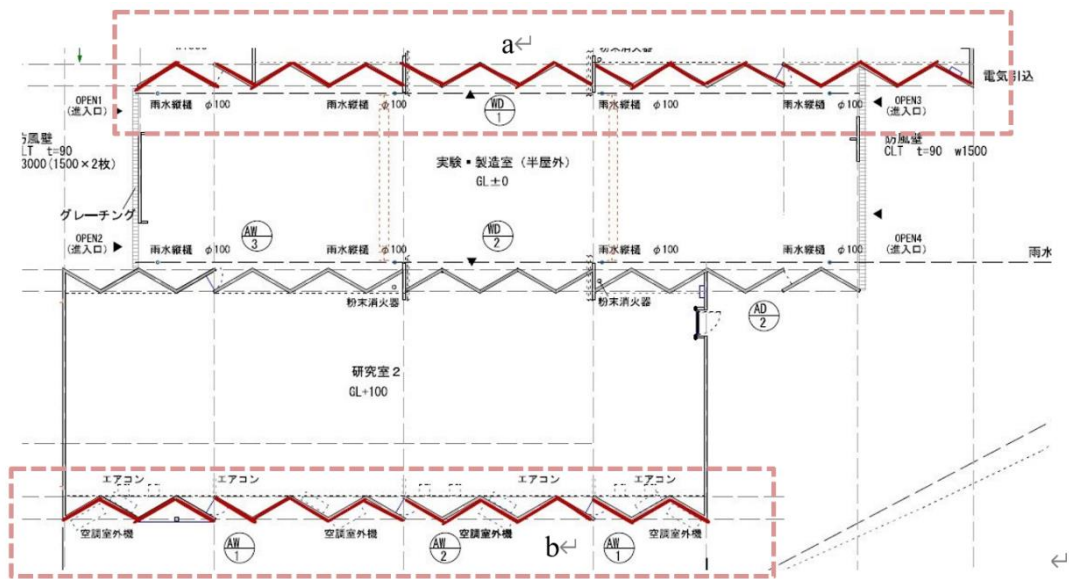 a
粉末消火器
電気引込
OPEN1
(進入口)
雨水縦樋 φ100
雨水縦樋 φ100
WD
1
雨水縦樋 φ100
雨水縦樋 φ100
OPEN3
(進入口)
防風壁
CLT t=90
3000(1500×2枚)
防風壁
CLT t=90 w1500
実験・製造室(半屋外)
GL±0
グレーチング
OPEN2
(進入口)
雨水縦樋 φ100
AW
3
雨水縦樋 φ100
WD
2
雨水縦樋 φ100
雨水縦樋 φ100
OPEN4
(進入口)
雨水
粉末消火器
粉末消火器
AD
2
研究室2
GL+100
エアコン
エアコン
エアコン
エアコン
空調室外機
AW
1
空調室外機
AW
2
空調室外機
b
AW
1
空調室外機